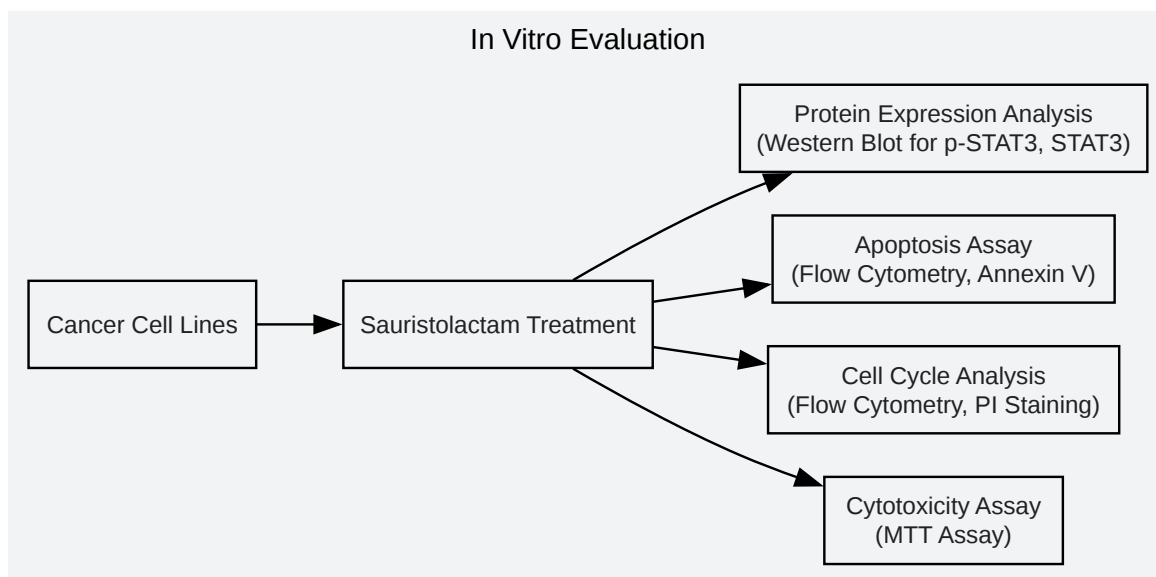 In Vitro Evaluation
Protein Expression Analysis
(Western Blot for p-STAT3, STAT3)
Apoptosis Assay
(Flow Cytometry, Annexin V)
Cancer Cell Lines
Sauristolactam Treatment
Cell Cycle Analysis
(Flow Cytometry, PI Staining)
Cytotoxicity Assay
(MTT Assay)